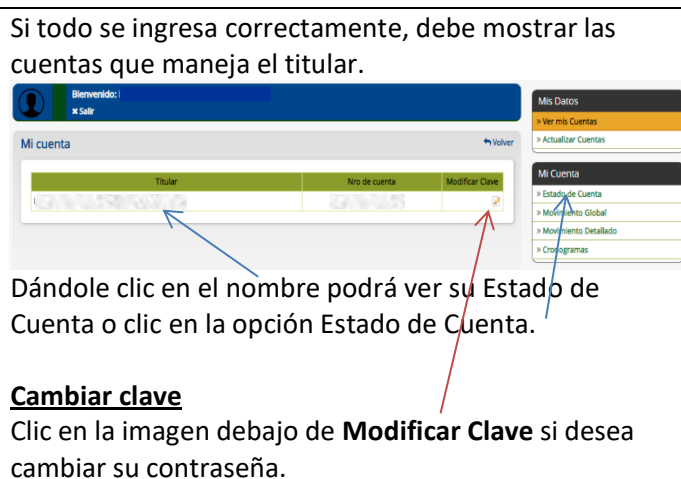 Si todo se ingresa correctamente, debe mostrar las
cuentas que maneja el titular.
Bienvenido:
✖ Salir
Mi cuenta
Volver
Titular
Nro de cuenta
Modificar Clave
Mis Datos
» Ver mis Cuentas
» Actualizar Cuentas
Mi Cuenta
» Estado de Cuenta
» Movimiento Global
» Movimiento Detallado
» Cronogramas
Dándole clic en el nombre podrá ver su Estado de
Cuenta o clic en la opción Estado de Cuenta.
Cambiar clave
Clic en la imagen debajo de Modificar Clave si desea
cambiar su contraseña.